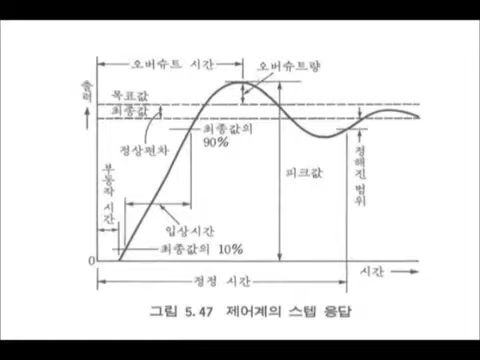 오버슈트 시간
오버슈트량
출력
목표값
최종값
최종값의
90%
정상편차
부동작 시간
정해진 범위
피크값
입상시간
최종값의 10%
0
시간
정정 시간
그림 5.47 제어계의 스텝 응답